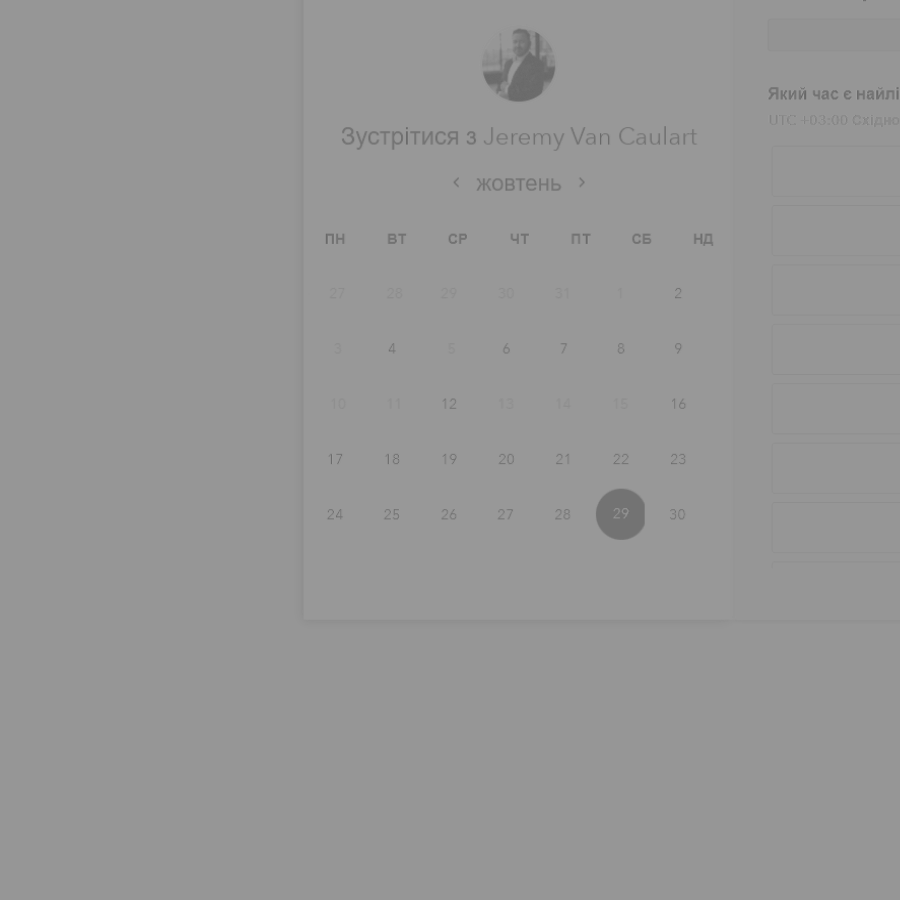 Зустрітися з Jeremy Van Caulart
жовтень
ПН ВТ СР ЧТ ПТ СБ НД
27 28 29 30 31 1 2
3 4 5 6 7 8 9
10 11 12 13 14 15 16
17 18 19 20 21 22 23
24 25 26 27 28 29 30
Який час є найлі
UTC +03:00 Східно